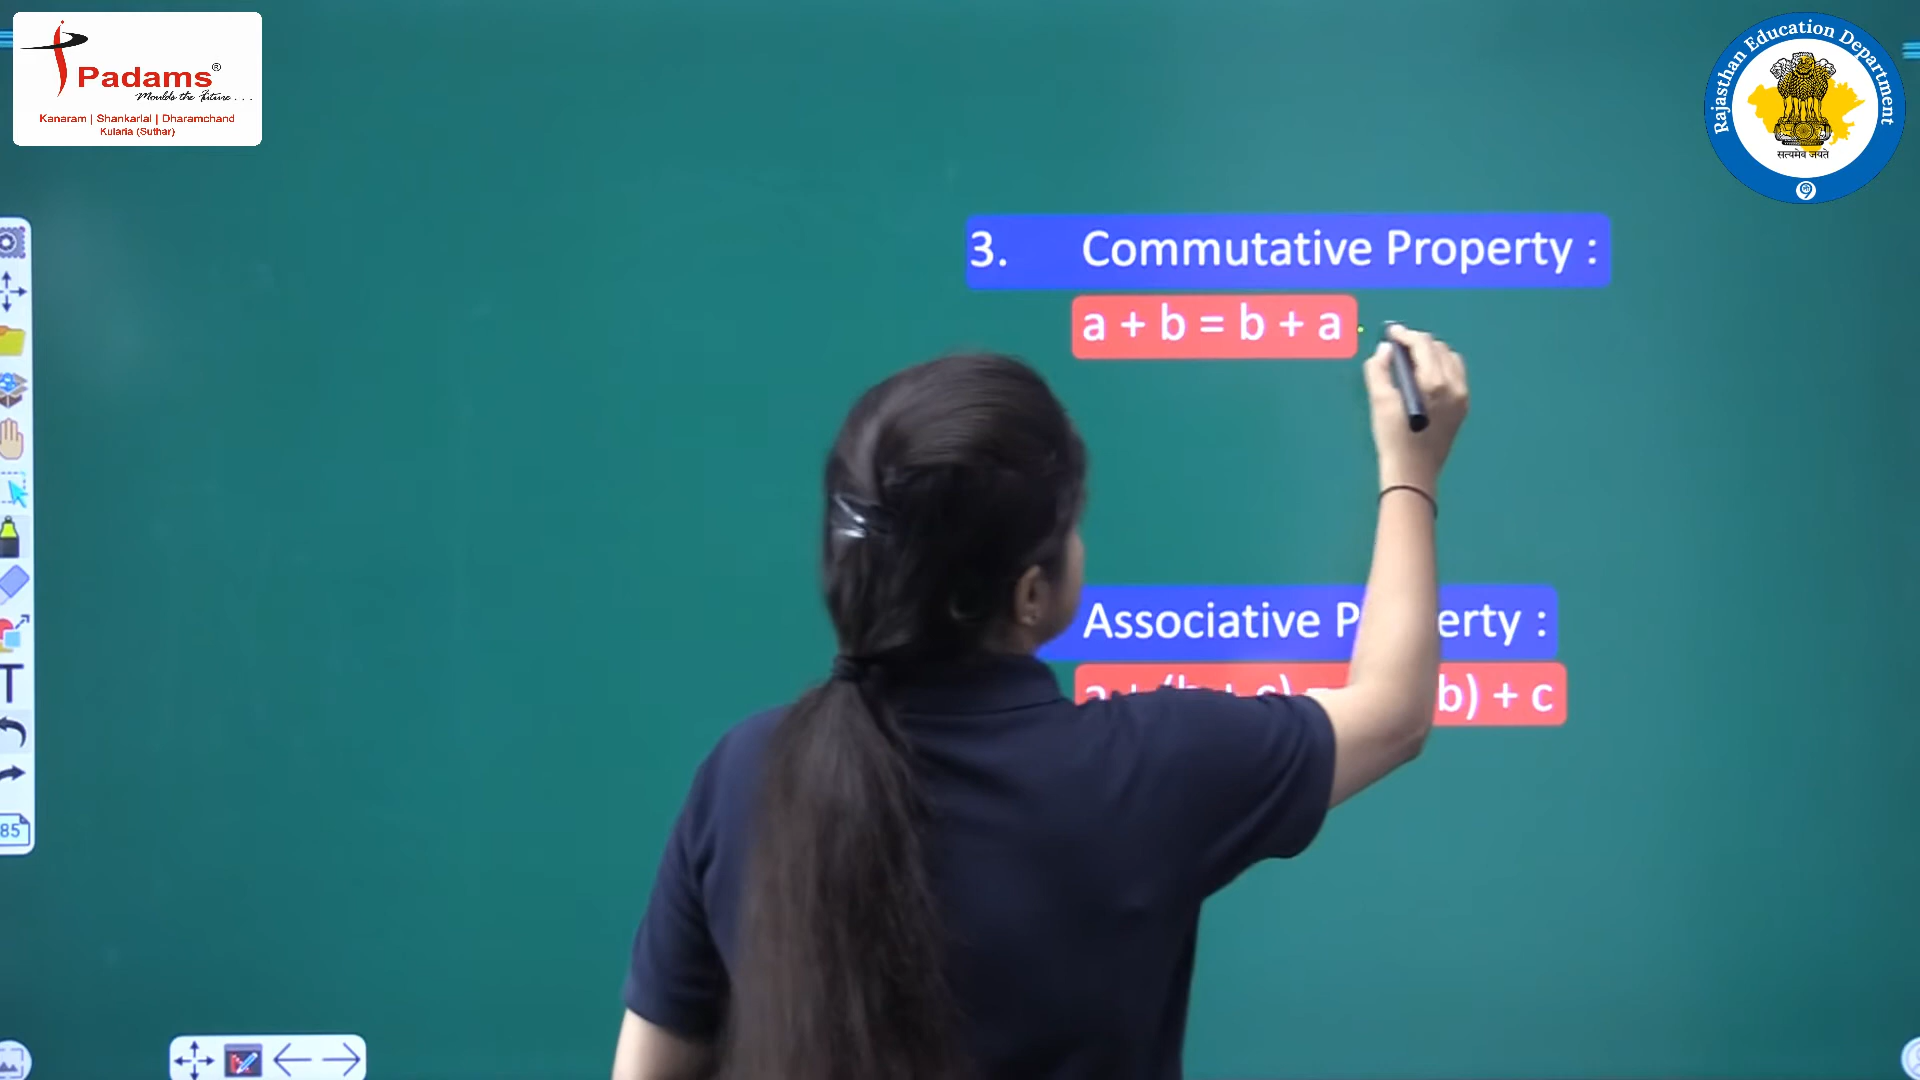 Padams®
Moulds the Future . . .
Kanaram | Shankarlal | Dharamchand
Kularia (Suthar)
Rajasthan Education Department
सत्यमेव जयते
3. Commutative Property :
a + b = b + a
Associative P erty :
a + (b + c) = b) + c
85
T